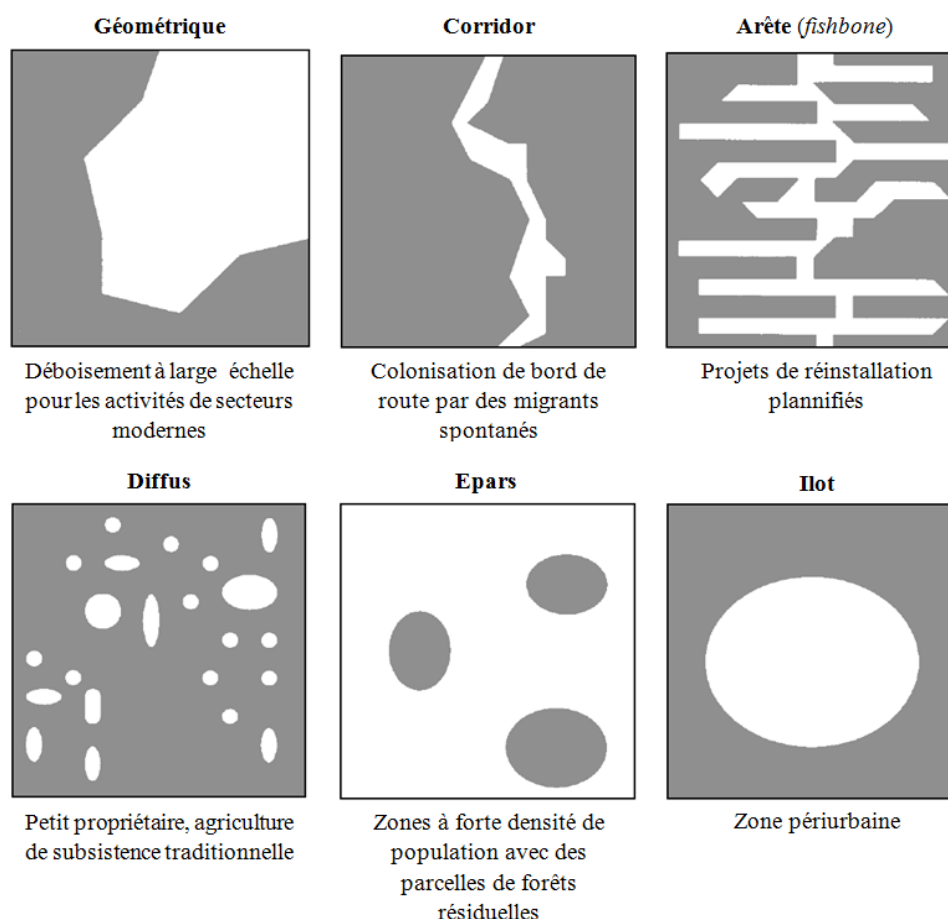 Géométrique
Corridor
Arête (fishbone)
Déboisement à large échelle
pour les activités de secteurs
modernes
Colonisation de bord de
route par des migrants
spontanés
Projets de réinstallation
plannifiés
Diffus
Epars
Ilot
Petit propriétaire, agriculture
de subsistence traditionnelle
Zones à forte densité de
population avec des
parcelles de forêts
résiduelles
Zone périurbaine